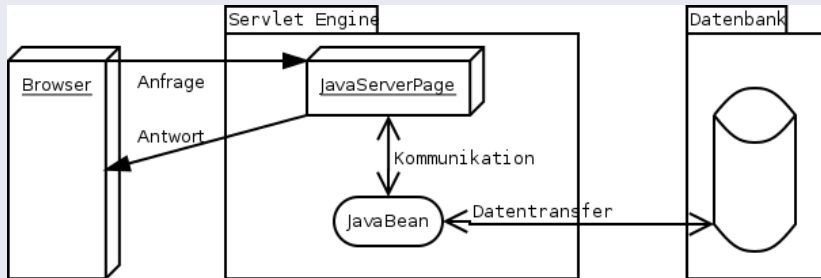 Servlet Engine
Datenbank
Browser
Anfrage
JavaServerPage
Antwort
Kommunikation
JavaBean
Datentransfer